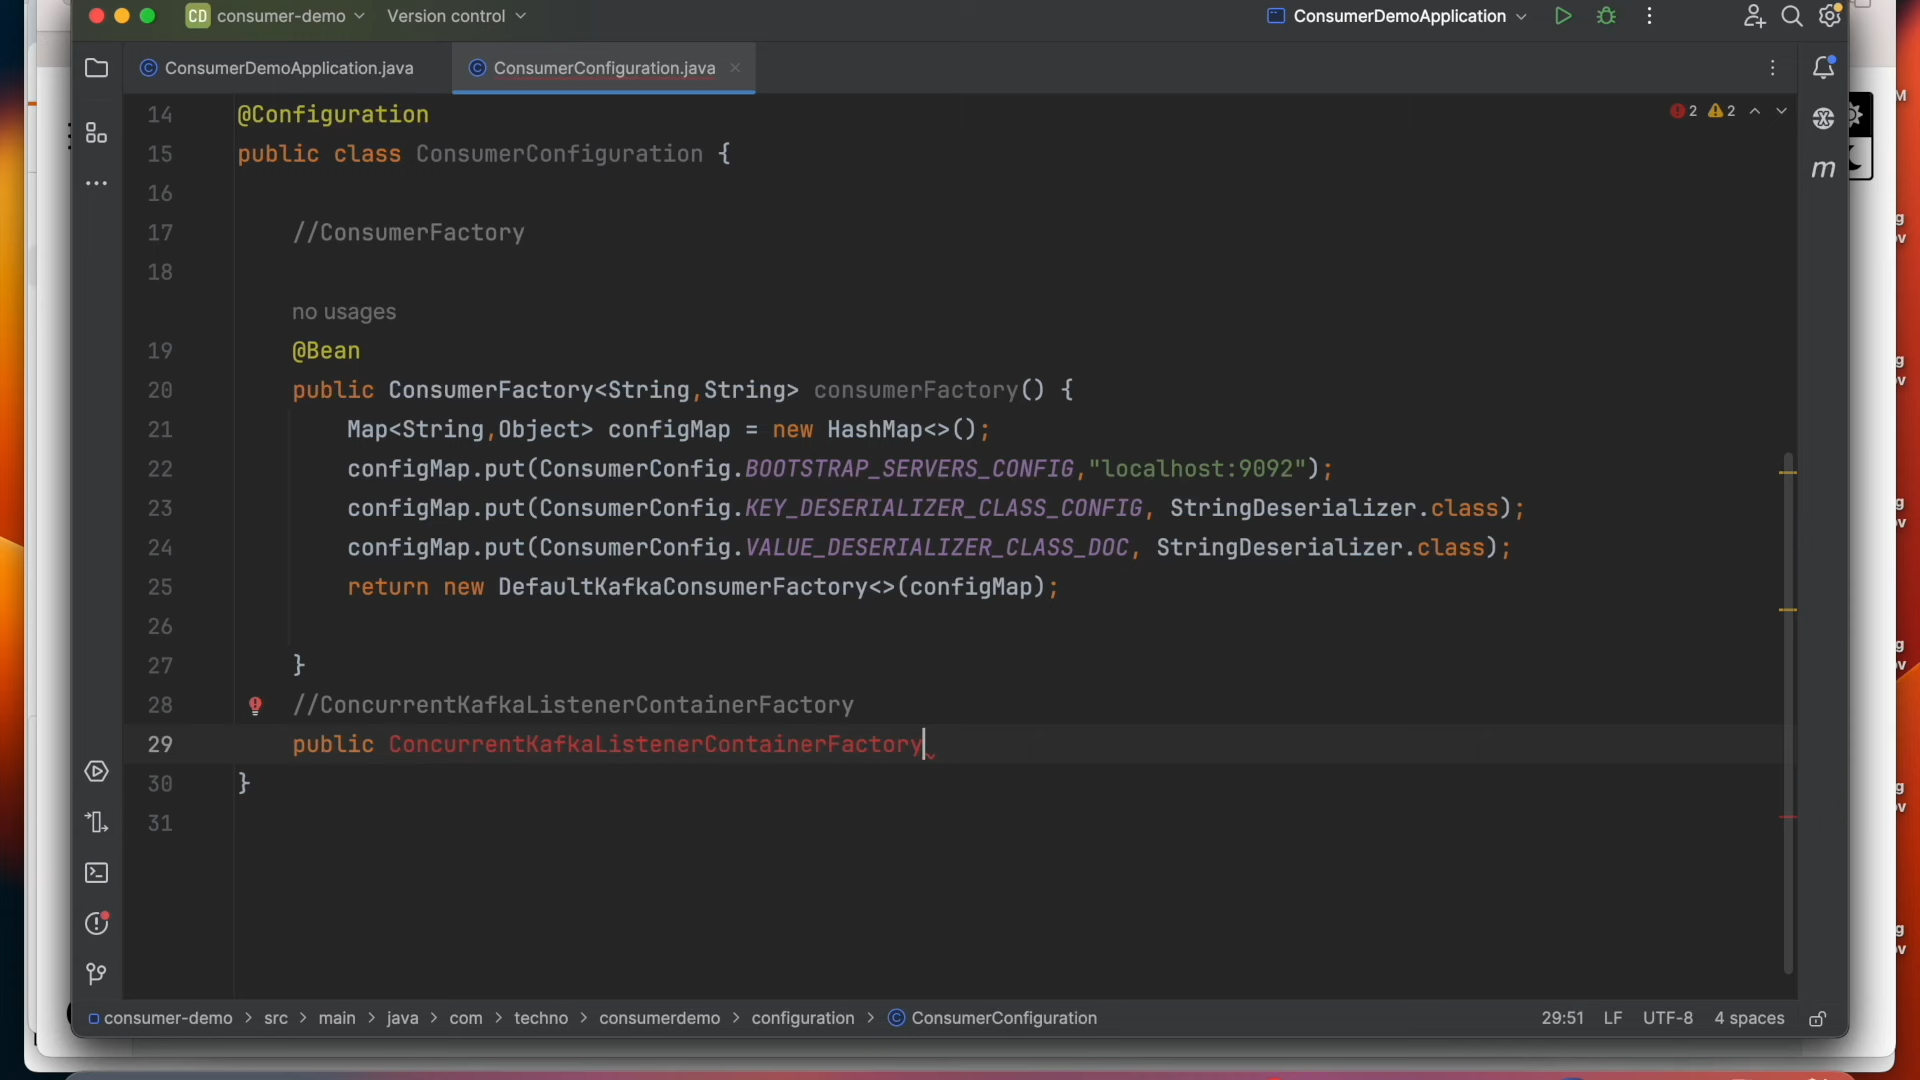 CD consumer-demo Version control ConsumerDemoApplication
ConsumerDemoApplication.java ConsumerConfiguration.java
2 2
14 @Configuration
15 public class ConsumerConfiguration {
16
17 //ConsumerFactory
18
no usages
19 @Bean
20 public ConsumerFactory<String,String> consumerFactory() {
21 Map<String,Object> configMap = new HashMap<>();
22 configMap.put(ConsumerConfig.BOOTSTRAP_SERVERS_CONFIG,"localhost:9092");
23 configMap.put(ConsumerConfig.KEY_DESERIALIZER_CLASS_CONFIG, StringDeserializer.class);
24 configMap.put(ConsumerConfig.VALUE_DESERIALIZER_CLASS_DOC, StringDeserializer.class);
25 return new DefaultKafkaConsumerFactory<>(configMap);
26
27 }
28 //ConcurrentKafkaListenerContainerFactory
29 public ConcurrentKafkaListenerContainerFactory
30 }
31
m
consumer-demo > src > main > java > com > techno > consumerdemo > configuration > ConsumerConfiguration 29:51 LF UTF-8 4 spaces